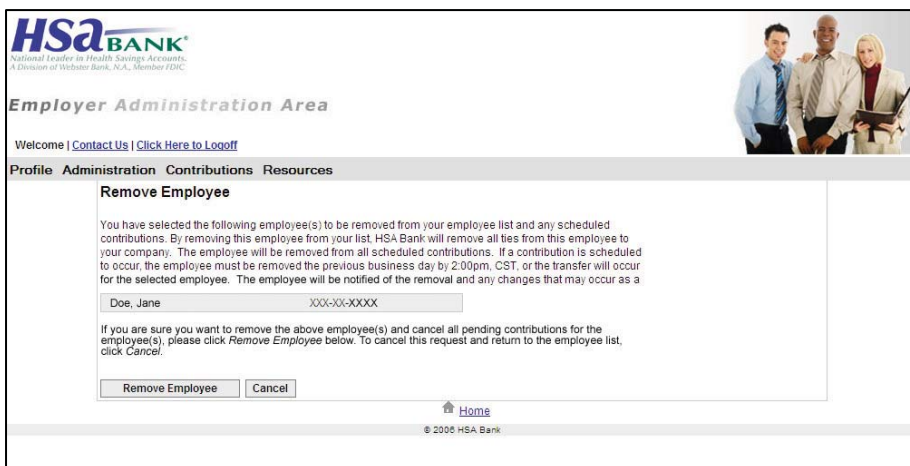 HSA BANK®
National Leader in Health Savings Accounts.
A Division of Webster Bank, N.A., Member FDIC
Employer Administration Area
Welcome | Contact Us | Click Here to Logoff
Profile Administration Contributions Resources
Remove Employee
You have selected the following employee(s) to be removed from your employee list and any scheduled
contributions. By removing this employee from your list, HSA Bank will remove all ties from this employee to
your company. The employee will be removed from all scheduled contributions. If a contribution is scheduled
to occur, the employee must be removed the previous business day by 2:00pm, CST, or the transfer will occur
for the selected employee. The employee will be notified of the removal and any changes that may occur as a
Doe, Jane XXX-XX-XXXX
If you are sure you want to remove the above employee(s) and cancel all pending contributions for the
employee(s), please click Remove Employee below. To cancel this request and return to the employee list,
click Cancel.
Remove Employee Cancel
Home
© 2006 HSA Bank